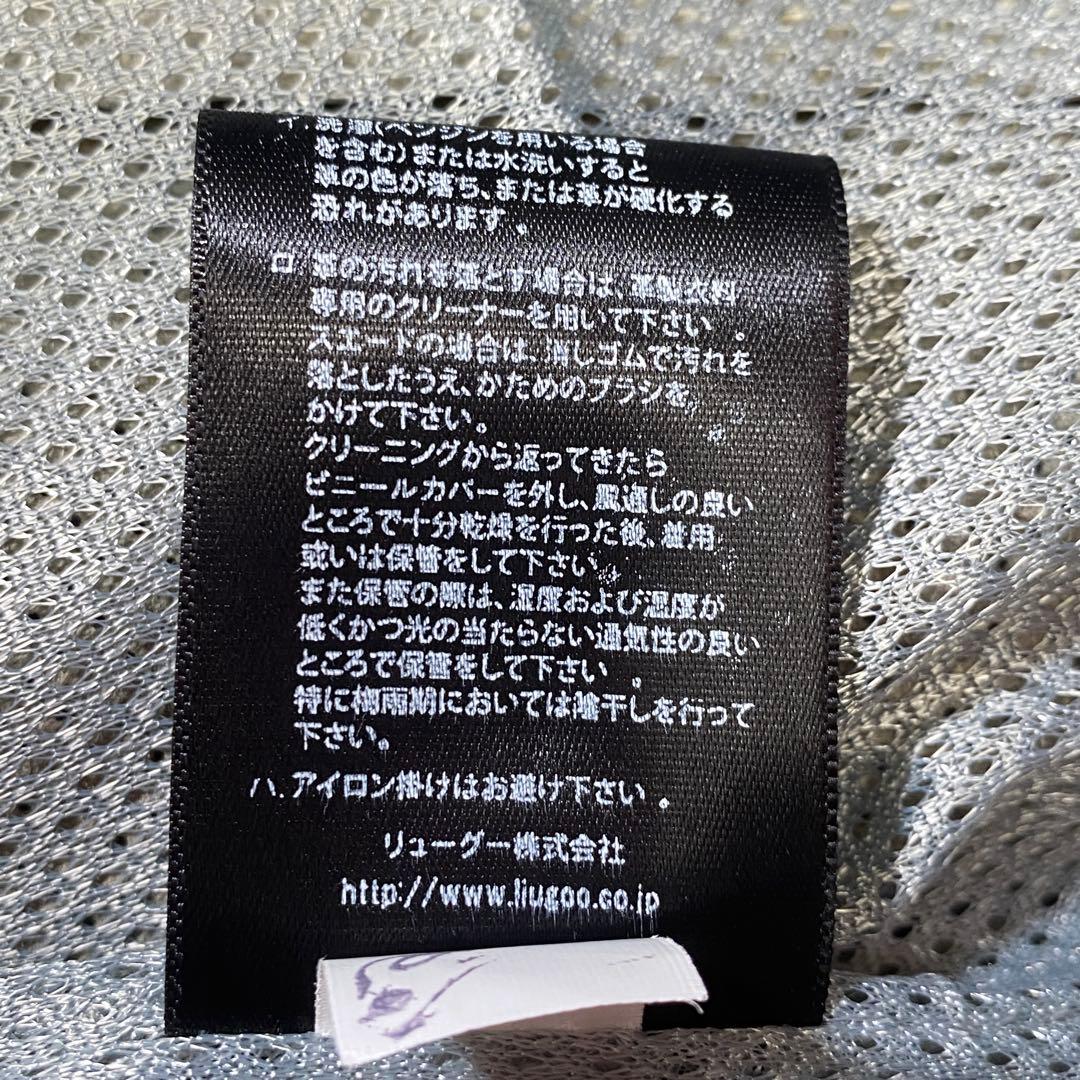 イ. 洗濯(ベンジンを用いる場合
を含む)または水洗いすると
革の色が落ち、または革が硬化する
恐れがあります。
ロ 革の汚れを落とす場合は、革製衣料
専用のクリーナーを用いて下さい 。
スエードの場合は、消しゴムで汚れを
落としたうえ、かためのブラシを
かけて下さい。
クリーニングから返ってきたら
ビニールカバーを外し、風通しの良い
ところで十分乾燥を行った後、着用
或いは保管をして下さい 。
また保管の際は、湿度および温度が
低くかつ光の当たらない通気性の良い
ところで保管をして下さい 。
特に梅雨期においては陰干しを行って
下さい。
ハ. アイロン掛けはお避け下さい 。
リューグー株式会社
http://www.liugoo.co.jp